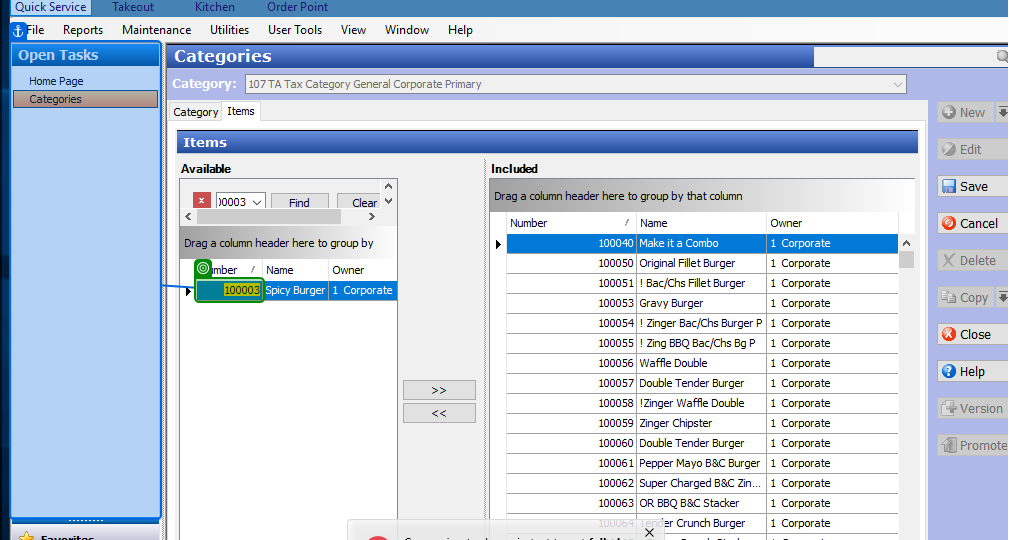 Quick Service Takeout Kitchen Order Point
File Reports Maintenance Utilities User Tools View Window Help
Open Tasks
Home Page
Categories
Categories
Category: 107 TA Tax Category General Corporate Primary
Category Items
Items
Available
x 00003 Find Clear
Drag a column header here to group by
Name Owner
100003 Spicy Burger 1 Corporate
>>
<<
Included
Drag a column header here to group by that column
Number / Name Owner
100040 Make it a Combo 1 Corporate
100050 Original Fillet Burger 1 Corporate
100051 ! Bac/Chs Fillet Burger 1 Corporate
100053 Gravy Burger 1 Corporate
100054 ! Zinger Bac/Chs Burger P 1 Corporate
100055 ! Zing BBQ Bac/Chs Bg P 1 Corporate
100056 Waffle Double 1 Corporate
100057 Double Tender Burger 1 Corporate
100058 !Zinger Waffle Double 1 Corporate
100059 Zinger Chipster 1 Corporate
100060 Double Tender Burger 1 Corporate
100061 Pepper Mayo B&C Burger 1 Corporate
100062 Super Charged B&C Zin... 1 Corporate
100063 OR BBQ B&C Stacker 1 Corporate
100064 Tender Crunch Burger 1 Corporate
New
Edit
Save
Cancel
Delete
Copy
Close
Help
Version
Promote
Favorites